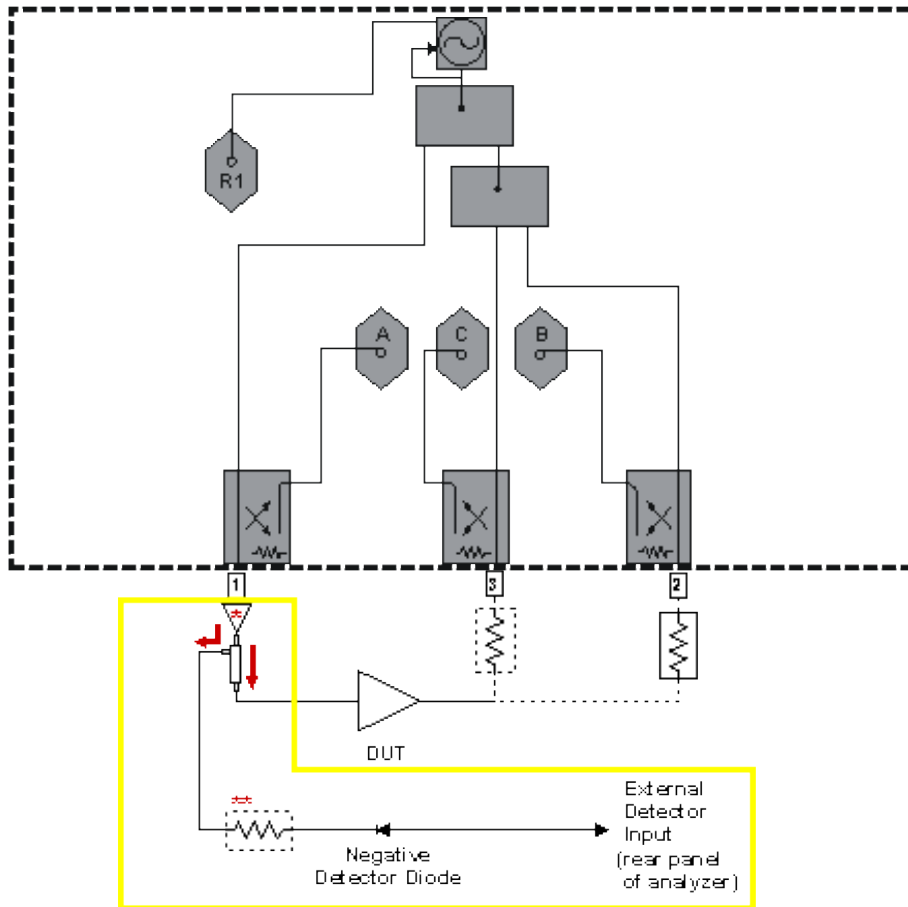 R1
A
C
B
1
3
2
*
DUT
**
External
Detector
Input
(rear panel
of analyzer)
Negative
Detector Diode